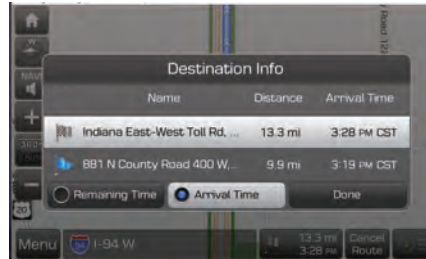 Destination Info
Name Distance Arrival Time
Indiana East-West Toll Rd, ... 13.3 mi 3:28 PM CST
881 N County Road 400 W, ... 9.9 mi 3:19 PM CST
Remaining Time Arrival Time Done
Menu I-94 W 13.3 mi 3:28 PM Cancel Route
NAVI
20